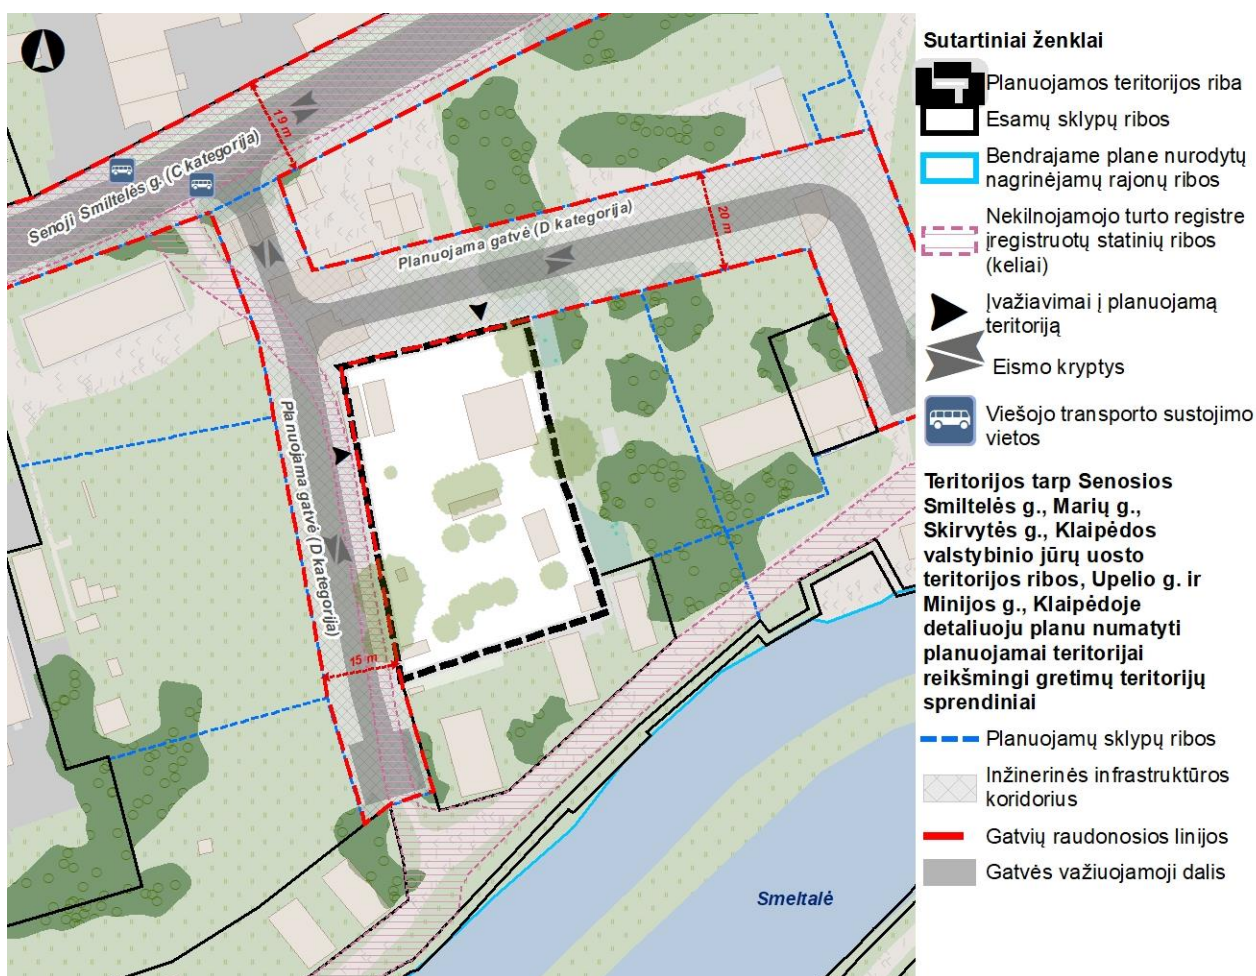 19 m
Senoji Smiltelės g. (C kategorija)
Planuojama gatvė (D kategorija)
20 m
Planuojama gatvė (D kategorija)
15 m
Smeltalė
Sutartiniai ženklai
Planuojamos teritorijos riba
Esamų sklypų ribos
Bendrajame plane nurodytų
nagrinėjamų rajonų ribos
Nekilnojamojo turto registre
įregistruotų statinių ribos
(keliai)
Įvažiavimai į planuojamą
teritoriją
Eismo kryptys
Viešojo transporto sustojimo
vietos
Teritorijos tarp Senosios
Smiltelės g., Marių g.,
Skirvytės g., Klaipėdos
valstybinio jūrų uosto
teritorijos ribos, Upelio g. ir
Minijos g., Klaipėdoje
detaliuoju planu numatyti
planuojamai teritorijai
reikšmingi gretimų teritorijų
sprendiniai
Planuojamų sklypų ribos
Inžinerinės infrastruktūros
koridorius
Gatvių raudonosios linijos
Gatvės važiuojamoji dalis